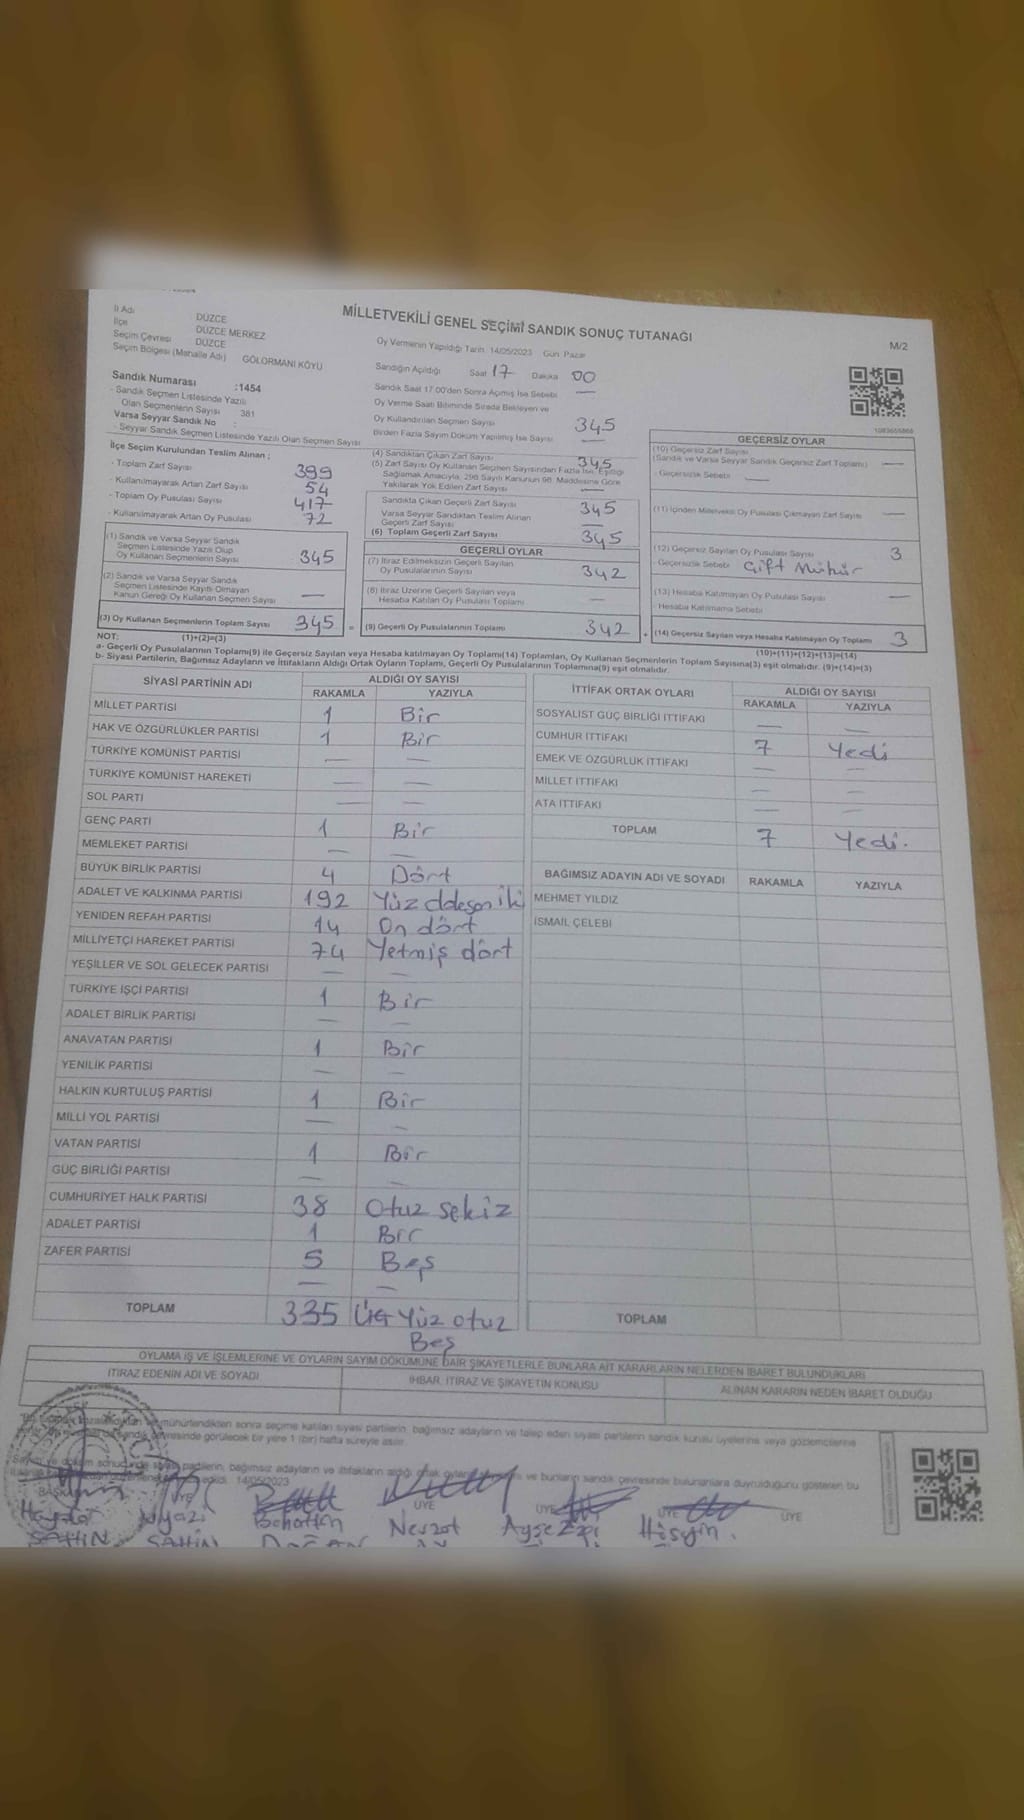 MİLLETVEKİLİ GENEL SEÇİMİ SANDIK SONUÇ TUTANAĞI
M/2
İl Adı DÜZCE
İlçe DÜZCE MERKEZ
Seçim Çevresi DÜZCE
Seçim Bölgesi (Mahalle Adı) GÖLORMANI KÖYÜ
Sandık Numarası :1454
- Sandık Seçmen Listesinde Yazılı
Olan Seçmenlerin Sayısı 381
Varsa Seyyar Sandık No :
- Seyyar Sandık Seçmen Listesinde Yazılı Olan Seçmen Sayısı
İlçe Seçim Kurulundan Teslim Alınan ;
- Toplam Zarf Sayısı 399
- Kullanılmayarak Artan Zarf Sayısı 54
- Toplam Oy Pusulası Sayısı 417
- Kullanılmayarak Artan Oy Pusulası 72
(1) Sandık ve Varsa Seyyar Sandık
Seçmen Listesinde Yazılı Olup
Oy Kullanan Seçmenlerin Sayısı 345
(2) Sandık ve Varsa Seyyar Sandık
Seçmen Listesinde Kayıtlı Olmayan
Kanun Gereği Oy Kullanan Seçmen Sayısı —
(3) Oy Kullanan Seçmenlerin Toplam Sayısı 345 =
Oy Vermenin Yapıldığı Tarih 14/05/2023 Gün Pazar
Sandığın Açıldığı Saat 17 Dakika 00
Sandık Saat 17.00'den Sonra Açılmış İse Sebebi —
Oy Verme Saati Bitiminde Sırada Bekleyen ve
Oy Kullandırılan Seçmen Sayısı 345
Birden Fazla Sayım Döküm Yapılmış İse Sayısı —
(4) Sandıktan Çıkan Zarf Sayısı 345
(5) Zarf Sayısı Oy Kullanan Seçmen Sayısından Fazla İse, Eşitliği
Sağlamak Amacıyla, 298 Sayılı Kanunun 98. Maddesine Göre
Yakılarak Yok Edilen Zarf Sayısı —
Sandıkta Çıkan Geçerli Zarf Sayısı 345
Varsa Seyyar Sandıktan Teslim Alınan
Geçerli Zarf Sayısı —
(6) Toplam Geçerli Zarf Sayısı 345
GEÇERLİ OYLAR
(7) İtiraz Edilmeksizin Geçerli Sayılan
Oy Pusulalarının Sayısı 342
(8) İtiraz Üzerine Geçerli Sayılan veya
Hesaba Katılan Oy Pusulası Toplamı —
(9) Geçerli Oy Pusulalarının Toplamı 342 +
1083655868
GEÇERSİZ OYLAR
(10) Geçersiz Zarf Sayısı
(Sandık ve Varsa Seyyar Sandık Geçersiz Zarf Toplamı) —
- Geçersizlik Sebebi —
(11) İçinden Milletvekili Oy Pusulası Çıkmayan Zarf Sayısı —
(12) Geçersiz Sayılan Oy Pusulası Sayısı 3
- Geçersizlik Sebebi Çift Mühür
(13) Hesaba Katılmayan Oy Pusulası Sayısı —
- Hesaba Katılmama Sebebi
(14) Geçersiz Sayılan veya Hesaba Katılmayan Oy Toplamı 3
NOT: (1)+(2)=(3) (10)+(11)+(12)+(13)=(14)
a- Geçerli Oy Pusulalarının Toplamı(9) ile Geçersiz Sayılan veya Hesaba katılmayan Oy Toplamı(14) Toplamları, Oy Kullanan Seçmenlerin Toplam Sayısına(3) eşit olmalıdır. (9)+(14)=(3)
b- Siyasi Partilerin, Bağımsız Adayların ve İttifakların Aldığı Ortak Oyların Toplamı, Geçerli Oy Pusulalarının Toplamına(9) eşit olmalıdır.
SİYASİ PARTİNİN ADI ALDIĞI OY SAYISI
RAKAMLA YAZIYLA
MİLLET PARTİSİ 1 Bir
HAK VE ÖZGÜRLÜKLER PARTİSİ 1 Bir
TÜRKİYE KOMÜNİST PARTİSİ — —
TÜRKİYE KOMÜNİST HAREKETİ — —
SOL PARTİ — —
GENÇ PARTİ 1 Bir
MEMLEKET PARTİSİ — —
BÜYÜK BİRLİK PARTİSİ 4 Dört
ADALET VE KALKINMA PARTİSİ 192 Yüz ddoksan iki
YENİDEN REFAH PARTİSİ 14 On dört
MİLLİYETÇİ HAREKET PARTİSİ 74 Yetmiş dört
YEŞİLLER VE SOL GELECEK PARTİSİ — —
TÜRKİYE İŞÇİ PARTİSİ 1 Bir
ADALET BİRLİK PARTİSİ — —
ANAVATAN PARTİSİ 1 Bir
YENİLİK PARTİSİ — —
HALKIN KURTULUŞ PARTİSİ 1 Bir
MİLLİ YOL PARTİSİ — —
VATAN PARTİSİ 1 Bir
GÜÇ BİRLİĞİ PARTİSİ — —
CUMHURİYET HALK PARTİSİ 38 Otuz sekiz
ADALET PARTİSİ 1 Bir
ZAFER PARTİSİ 5 Beş
— —
TOPLAM 335 Üç Yüz otuz
Beş
İTTİFAK ORTAK OYLARI ALDIĞI OY SAYISI
RAKAMLA YAZIYLA
SOSYALİST GÜÇ BİRLİĞİ İTTİFAKI — —
CUMHUR İTTİFAKI 7 Yedi
EMEK VE ÖZGÜRLÜK İTTİFAKI — —
MİLLET İTTİFAKI — —
ATA İTTİFAKI — —
TOPLAM 7 Yedi.
BAĞIMSIZ ADAYIN ADI VE SOYADI RAKAMLA YAZIYLA
MEHMET YILDIZ
İSMAİL ÇELEBİ
TOPLAM
OYLAMA İŞ VE İŞLEMLERİNE VE OYLARIN SAYIM DÖKÜMÜNE DAİR ŞİKAYETLERLE BUNLARA AİT KARARLARIN NELERDEN İBARET BULUNDUKLARI
İTİRAZ EDENİN ADI VE SOYADI İHBAR, İTİRAZ VE ŞİKAYETİN KONUSU ALINAN KARARIN NEDEN İBARET OLDUĞU
mühürlendikten sonra seçime katılan siyasi partilerin, bağımsız adayların ve talep eden siyasi partilerin sandık kurulu üyelerine veya gözlemcilerine
çevresinde görülecek bir yere 1 (bir) hafta süreyle asılır.
partilerin, bağımsız adayların ve ittifakların aldığı ortak oyların ve bunların sandık çevresinde bulunanlara duyurulduğunu gösteren bu
14/05/2023
BAŞKAN ÜYE ÜYE ÜYE ÜYE ÜYE
Haydar Niyazi Behattin Nevzat Ayşe Hüseyin.
ŞAHİN ŞAHİN DOĞAN